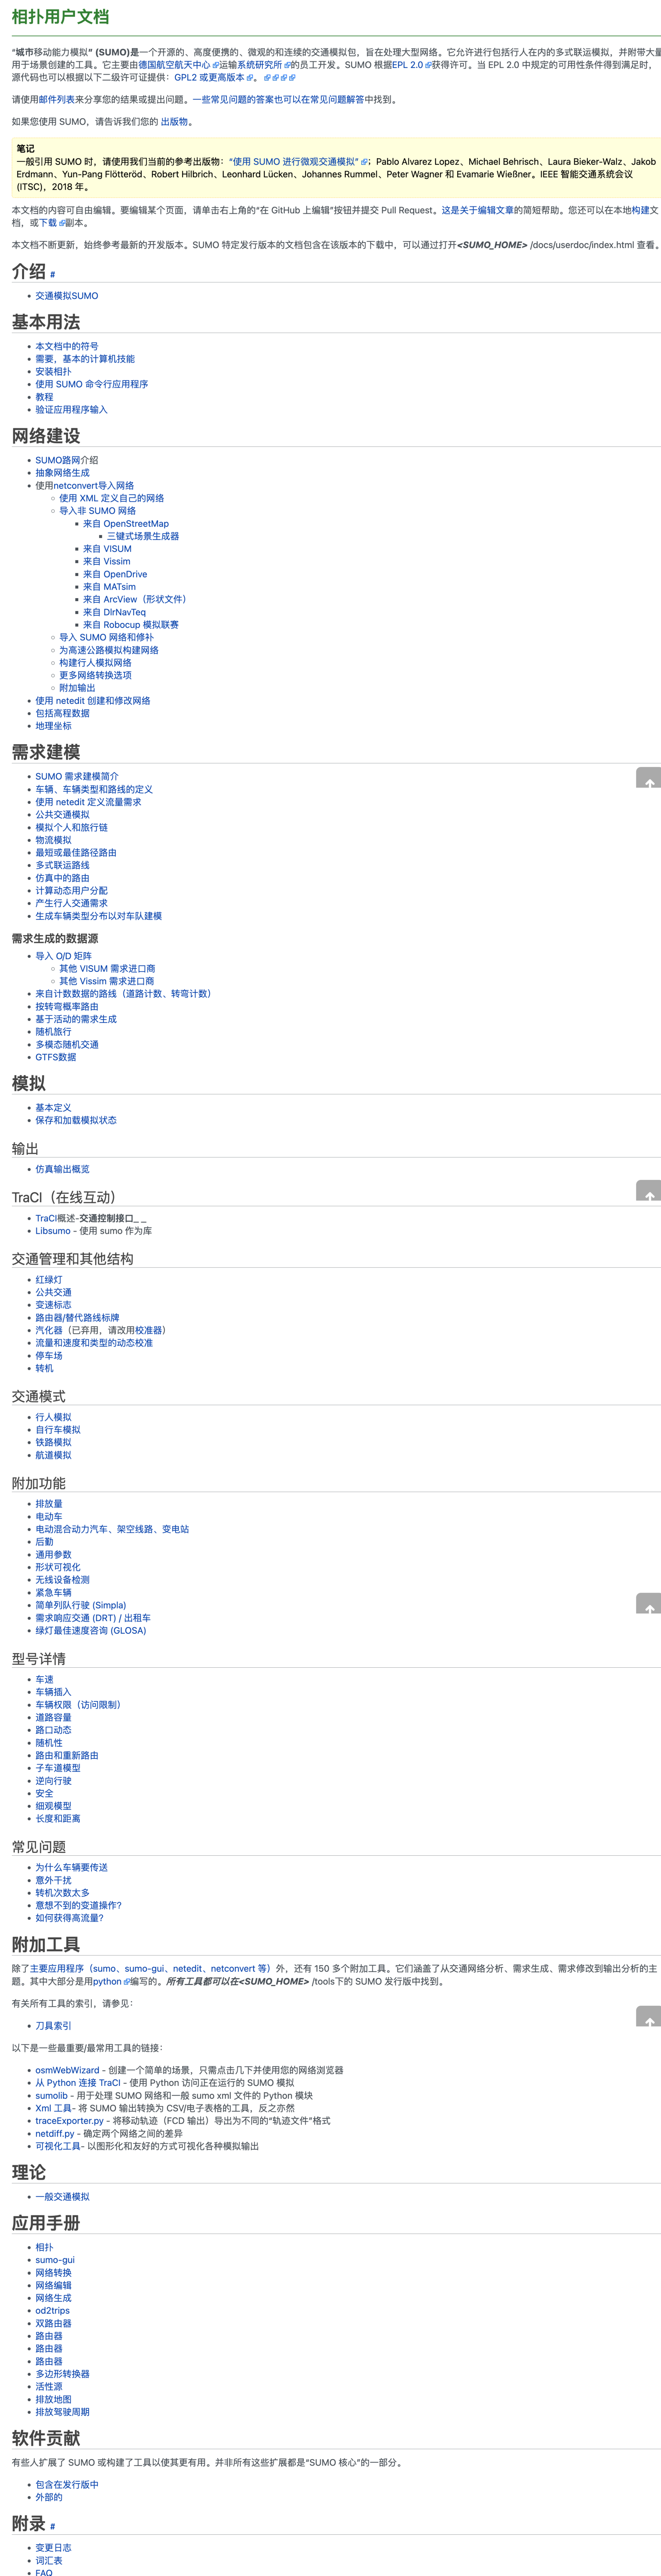 相扑用户文档
“城市移动能力模拟” (SUMO)是一个开源的、高度便携的、微观的和连续的交通模拟包，旨在处理大型网络。它允许进行包括行人在内的多式联运模拟，并附带大量
用于场景创建的工具。它主要由德国航空航天中心 运输系统研究所 的员工开发。SUMO 根据EPL 2.0 获得许可。当 EPL 2.0 中规定的可用性条件得到满足时，
源代码也可以根据以下二级许可证提供：GPL2 或更高版本 。
请使用邮件列表来分享您的结果或提出问题。一些常见问题的答案也可以在常见问题解答中找到。
如果您使用 SUMO，请告诉我们您的 出版物。
笔记
一般引用 SUMO 时，请使用我们当前的参考出版物：“使用 SUMO 进行微观交通模拟” ；Pablo Alvarez Lopez、Michael Behrisch、Laura Bieker-Walz、Jakob
Erdmann、Yun-Pang Flötteröd、Robert Hilbrich、Leonhard Lücken、Johannes Rummel、Peter Wagner 和 Evamarie Wießner。IEEE 智能交通系统会议
(ITSC)，2018 年。
本文档的内容可自由编辑。要编辑某个页面，请单击右上角的“在 GitHub 上编辑”按钮并提交 Pull Request。这是关于编辑文章的简短帮助。您还可以在本地构建文
档，或下载 副本。
本文档不断更新，始终参考最新的开发版本。SUMO 特定发行版本的文档包含在该版本的下载中，可以通过打开<SUMO_HOME> /docs/userdoc/index.html 查看。
介绍 #
• 交通模拟SUMO
基本用法
• 本文档中的符号
• 需要，基本的计算机技能
• 安装相扑
• 使用 SUMO 命令行应用程序
• 教程
• 验证应用程序输入
网络建设
• SUMO路网介绍
• 抽象网络生成
• 使用netconvert导入网络
◦ 使用 XML 定义自己的网络
◦ 导入非 SUMO 网络
▪ 来自 OpenStreetMap
▪ 三键式场景生成器
▪ 来自 VISUM
▪ 来自 Vissim
▪ 来自 OpenDrive
▪ 来自 MATsim
▪ 来自 ArcView（形状文件）
▪ 来自 DlrNavTeq
▪ 来自 Robocup 模拟联赛
◦ 导入 SUMO 网络和修补
◦ 为高速公路模拟构建网络
◦ 构建行人模拟网络
◦ 更多网络转换选项
◦ 附加输出
• 使用 netedit 创建和修改网络
• 包括高程数据
• 地理坐标
需求建模
• SUMO 需求建模简介
• 车辆、车辆类型和路线的定义
• 使用 netedit 定义流量需求
• 公共交通模拟
• 模拟个人和旅行链
• 物流模拟
• 最短或最佳路径路由
• 多式联运路线
• 仿真中的路由
• 计算动态用户分配
• 产生行人交通需求
• 生成车辆类型分布以对车队建模
需求生成的数据源
• 导入 O/D 矩阵
◦ 其他 VISUM 需求进口商
◦ 其他 Vissim 需求进口商
• 来自计数数据的路线（道路计数、转弯计数）
• 按转弯概率路由
• 基于活动的需求生成
• 随机旅行
• 多模态随机交通
• GTFS数据
模拟
• 基本定义
• 保存和加载模拟状态
输出
• 仿真输出概览
TraCI（在线互动）
• TraCI概述-交通控制接口_ _
• Libsumo - 使用 sumo 作为库
交通管理和其他结构
• 红绿灯
• 公共交通
• 变速标志
• 路由器/替代路线标牌
• 汽化器（已弃用，请改用校准器）
• 流量和速度和类型的动态校准
• 停车场
• 转机
交通模式
• 行人模拟
• 自行车模拟
• 铁路模拟
• 航道模拟
附加功能
• 排放量
• 电动车
• 电动混合动力汽车、架空线路、变电站
• 后勤
• 通用参数
• 形状可视化
• 无线设备检测
• 紧急车辆
• 简单列队行驶 (Simpla)
• 需求响应交通 (DRT) / 出租车
• 绿灯最佳速度咨询 (GLOSA)
型号详情
• 车速
• 车辆插入
• 车辆权限（访问限制）
• 道路容量
• 路口动态
• 随机性
• 路由和重新路由
• 子车道模型
• 逆向行驶
• 安全
• 细观模型
• 长度和距离
常见问题
• 为什么车辆要传送
• 意外干扰
• 转机次数太多
• 意想不到的变道操作?
• 如何获得高流量?
附加工具
除了主要应用程序（sumo、sumo-gui、netedit、netconvert 等）外，还有 150 多个附加工具。它们涵盖了从交通网络分析、需求生成、需求修改到输出分析的主
题。其中大部分是用python 编写的。所有工具都可以在<SUMO_HOME> /tools下的 SUMO 发行版中找到。
有关所有工具的索引，请参见：
• 刀具索引
以下是一些最重要/最常用工具的链接：
• osmWebWizard - 创建一个简单的场景，只需点击几下并使用您的网络浏览器
• 从 Python 连接 TraCI - 使用 Python 访问正在运行的 SUMO 模拟
• sumolib - 用于处理 SUMO 网络和一般 sumo xml 文件的 Python 模块
• Xml 工具- 将 SUMO 输出转换为 CSV/电子表格的工具，反之亦然
• traceExporter.py - 将移动轨迹（FCD 输出）导出为不同的“轨迹文件”格式
• netdiff.py - 确定两个网络之间的差异
• 可视化工具- 以图形化和友好的方式可视化各种模拟输出
理论
• 一般交通模拟
应用手册
• 相扑
• sumo-gui
• 网络转换
• 网络编辑
• 网络生成
• od2trips
• 双路由器
• 路由器
• 路由器
• 路由器
• 多边形转换器
• 活性源
• 排放地图
• 排放驾驶周期
软件贡献
有些人扩展了 SUMO 或构建了工具以使其更有用。并非所有这些扩展都是“SUMO 核心”的一部分。
• 包含在发行版中
• 外部的
附录 #
• 变更日志
• 词汇表
• FAQ